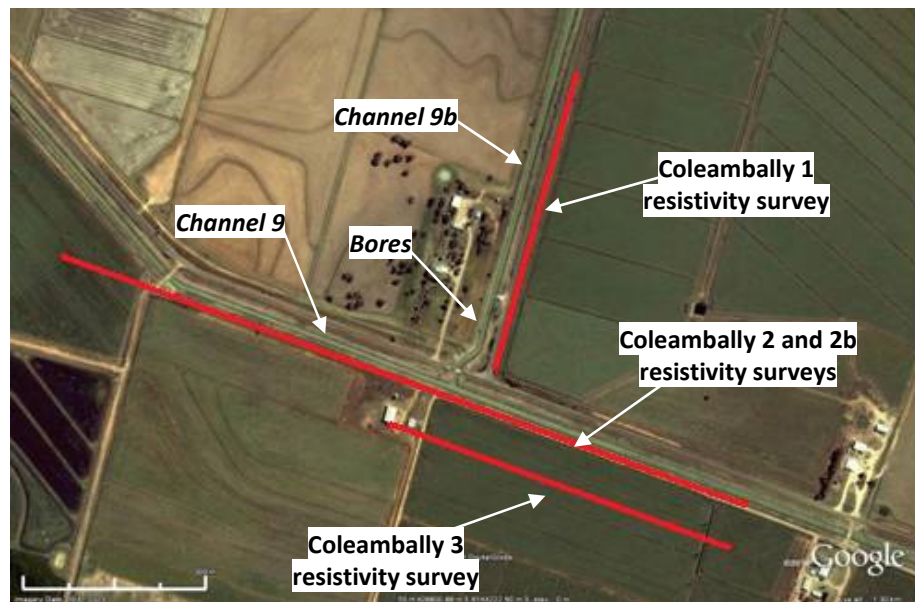 Channel 9b
Coleambally 1
resistivity survey
Channel 9
Bores
Coleambally 2 and 2b
resistivity surveys
Coleambally 3
resistivity survey
Google